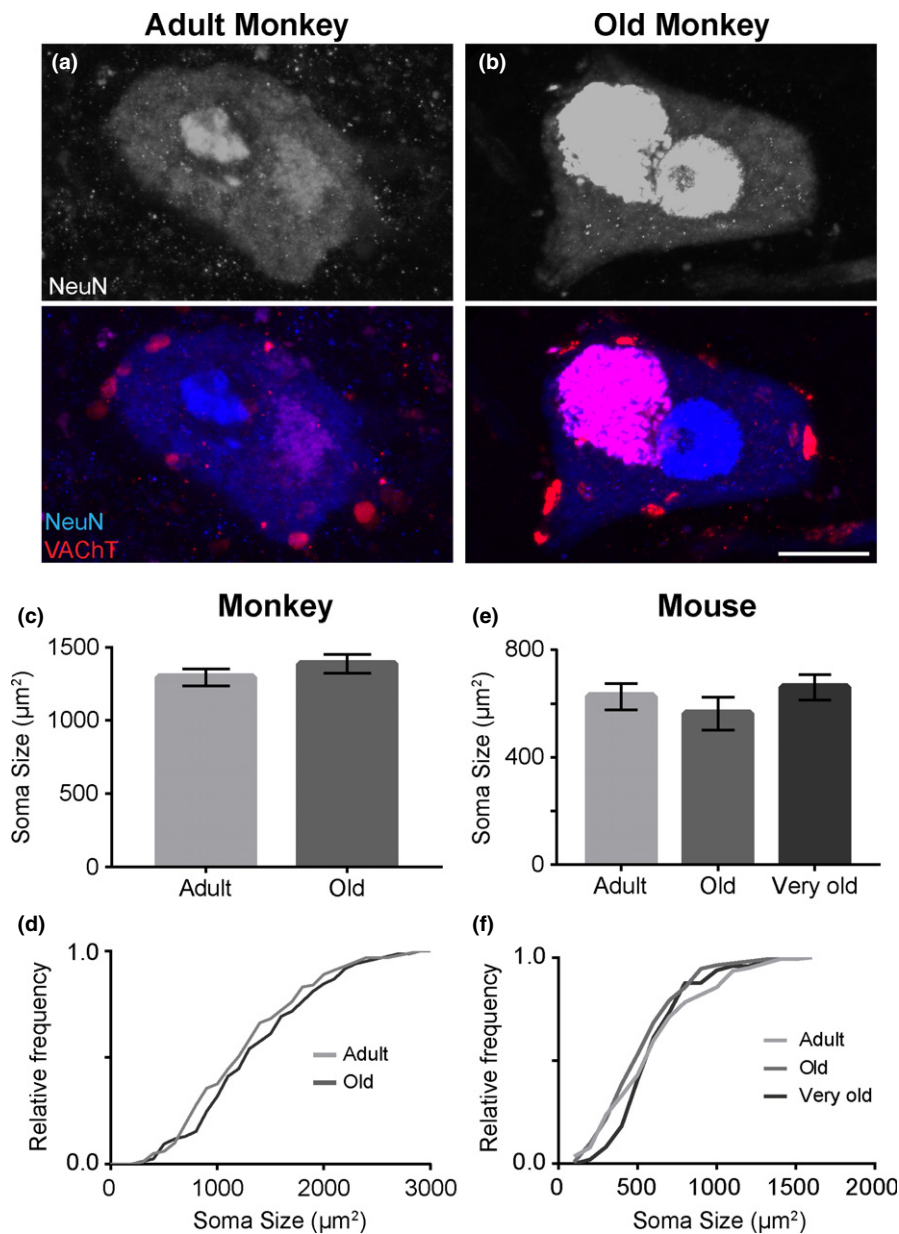 Adult Monkey
Old Monkey
(a)
(b)
NeuN
NeuN
VAChT
(c)
Monkey
Soma Size (µm²)
1500
1000
500
0
Adult
Old
(e)
Mouse
Soma Size (µm²)
800
400
0
Adult
Old
Very old
(d)
Relative frequency
1.0
0.0
Adult
Old
0
1000
2000
3000
Soma Size (µm²)
(f)
Relative frequency
1.0
0.0
Adult
Old
Very old
0
500
1000
1500
2000
Soma Size (µm²)